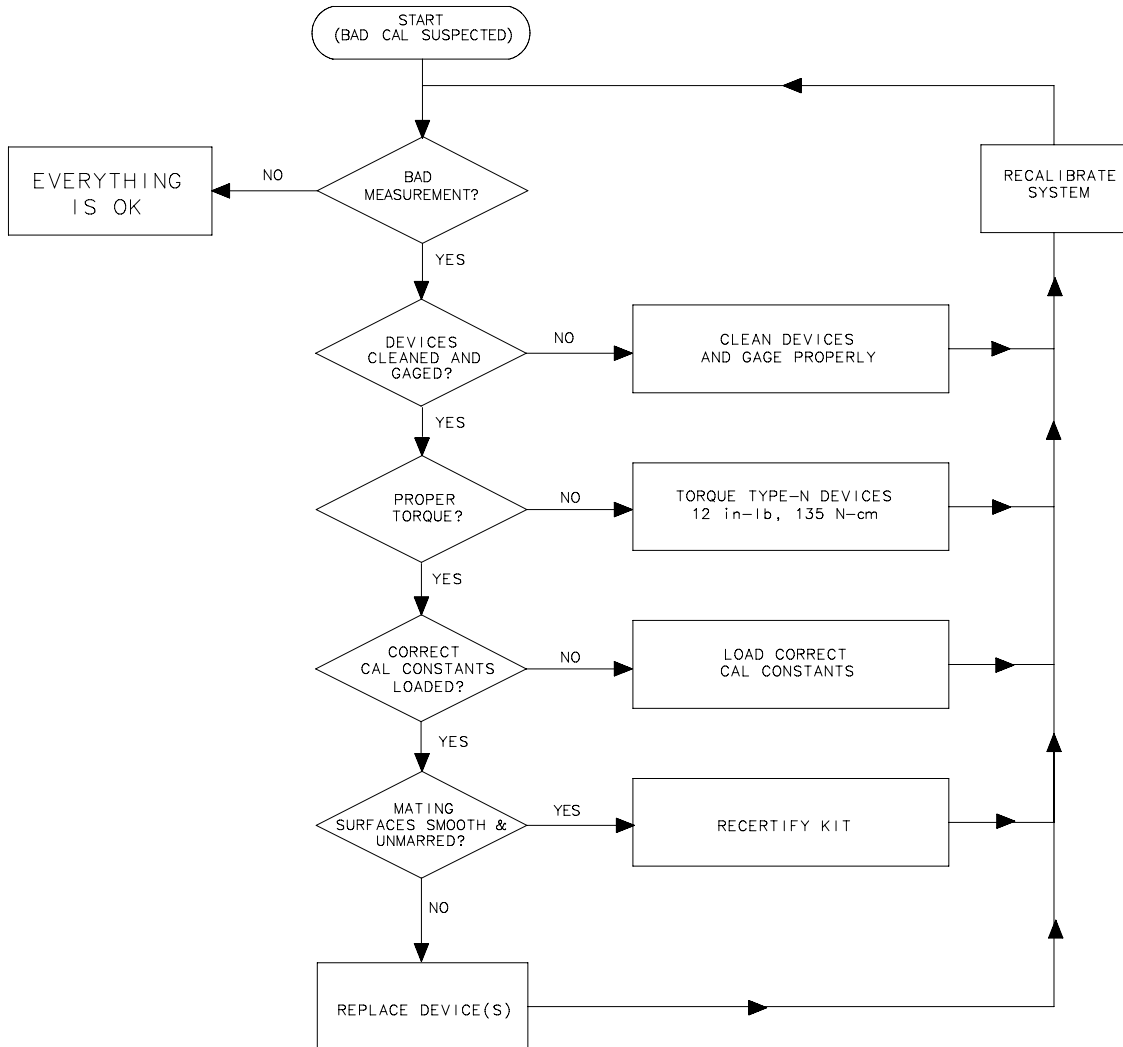 START
(BAD CAL SUSPECTED)
BAD
MEASUREMENT?
NO
EVERYTHING
IS OK
RECALIBRATE
SYSTEM
YES
DEVICES
CLEANED AND
GAGED?
NO
CLEAN DEVICES
AND GAGE PROPERLY
YES
PROPER
TORQUE?
NO
TORQUE TYPE-N DEVICES
12 in-lb, 135 N-cm
YES
CORRECT
CAL CONSTANTS
LOADED?
NO
LOAD CORRECT
CAL CONSTANTS
YES
MATING
SURFACES SMOOTH &
UNMARRED?
YES
RECERTIFY KIT
NO
REPLACE DEVICE(S)